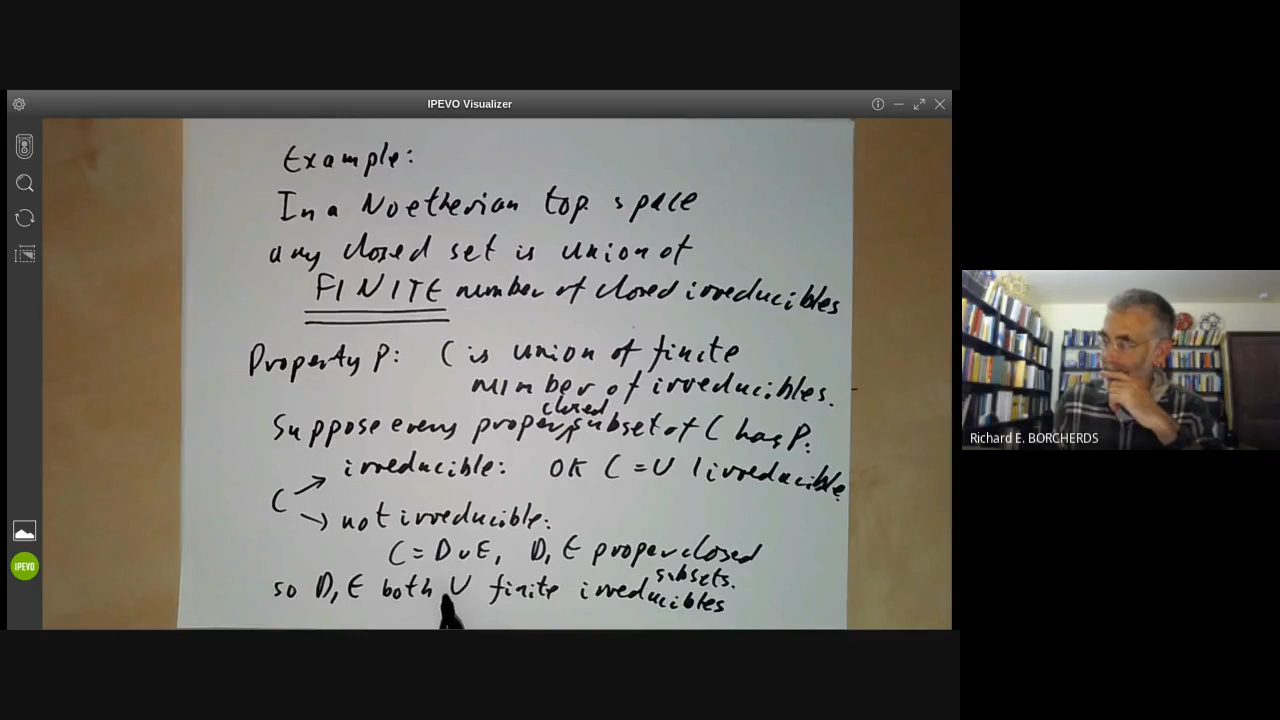 IPEVO Visualizer
Example:
In a Noetherian top. space
any closed set is union of
FINITE number of closed irreducibles
Property P: C is union of finite
number of irreducibles.
Suppose every proper closed subset of C has P.
irreducible: OK C = U 1 irreducible.
C
not irreducible:
C = D ∪ E, D, E proper closed
subsets.
so D, E both U finite irreducibles
IPEVO
Richard E. BORCHERDS